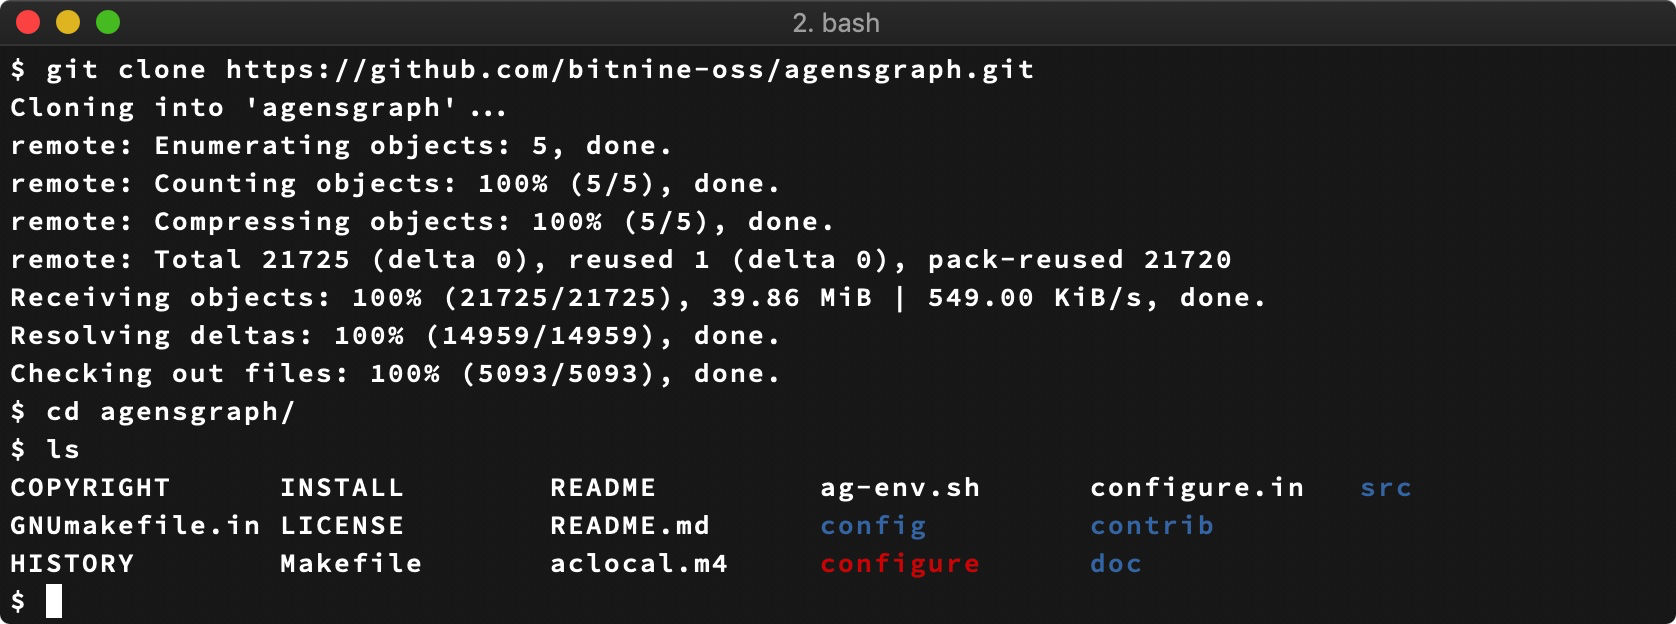 2. bash
$ git clone https://github.com/bitnine-oss/agensgraph.git
Cloning into 'agensgraph'...
remote: Enumerating objects: 5, done.
remote: Counting objects: 100% (5/5), done.
remote: Compressing objects: 100% (5/5), done.
remote: Total 21725 (delta 0), reused 1 (delta 0), pack-reused 21720
Receiving objects: 100% (21725/21725), 39.86 MiB | 549.00 KiB/s, done.
Resolving deltas: 100% (14959/14959), done.
Checking out files: 100% (5093/5093), done.
$ cd agensgraph/
$ ls
COPYRIGHT INSTALL README ag-env.sh configure.in src
GNUmakefile.in LICENSE README.md config contrib
HISTORY Makefile aclocal.m4 configure doc
$